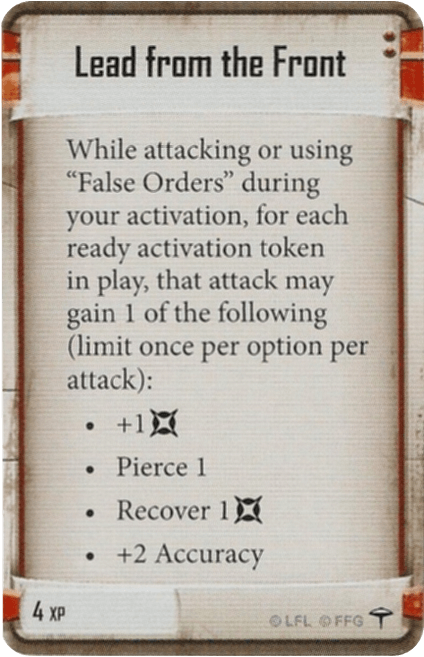 Lead from the Front
While attacking or using
“False Orders” during
your activation, for each
ready activation token
in play, that attack may
gain 1 of the following
(limit once per option per
attack):
• +1
• Pierce 1
• Recover 1
• +2 Accuracy
4 XP
© LFL © FFG